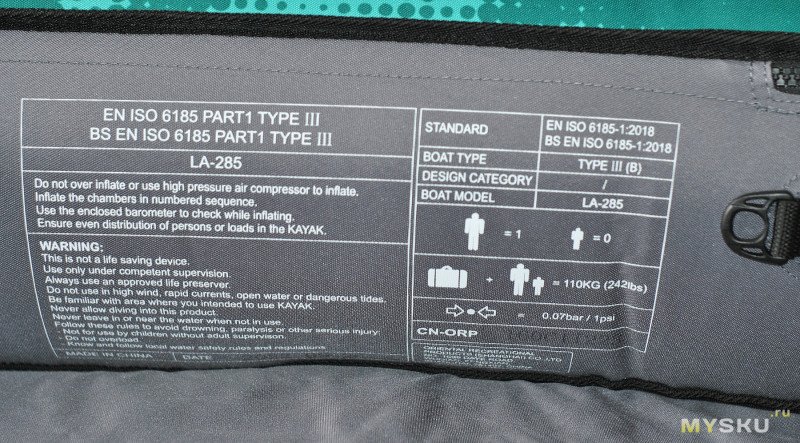 EN ISO 6185 PART1 TYPE III
BS EN ISO 6185 PART1 TYPE III
LA-285
Do not over inflate or use high pressure air compressor to inflate.
Inflate the chambers in numbered sequence.
Use the enclosed barometer to check while inflating.
Ensure even distribution of persons or loads in the KAYAK.
WARNING:
This is not a life saving device.
Use only under competent supervision.
Always use an approved life preserver.
Do not use in high wind, rapid currents, open water or dangerous tides.
Be familiar with area where you intended to use KAYAK.
Never allow diving into this product.
Never leave in or near the water when not in use.
Follow these rules to avoid drowning, paralysis or other serious injury:
- Not for use by children without adult supervison.
- Do not overload.
- Know and follow local water safety rules and regulations
MADE IN CHINA DATE
STANDARD
EN ISO 6185-1:2018
BS EN ISO 6185-1:2018
BOAT TYPE TYPE III (B)
DESIGN CATEGORY /
BOAT MODEL LA-285
= 1 = 0
+ = 110KG (242lbs)
= 0.07bar / 1psi
CN-ORP
MYSKU.ru